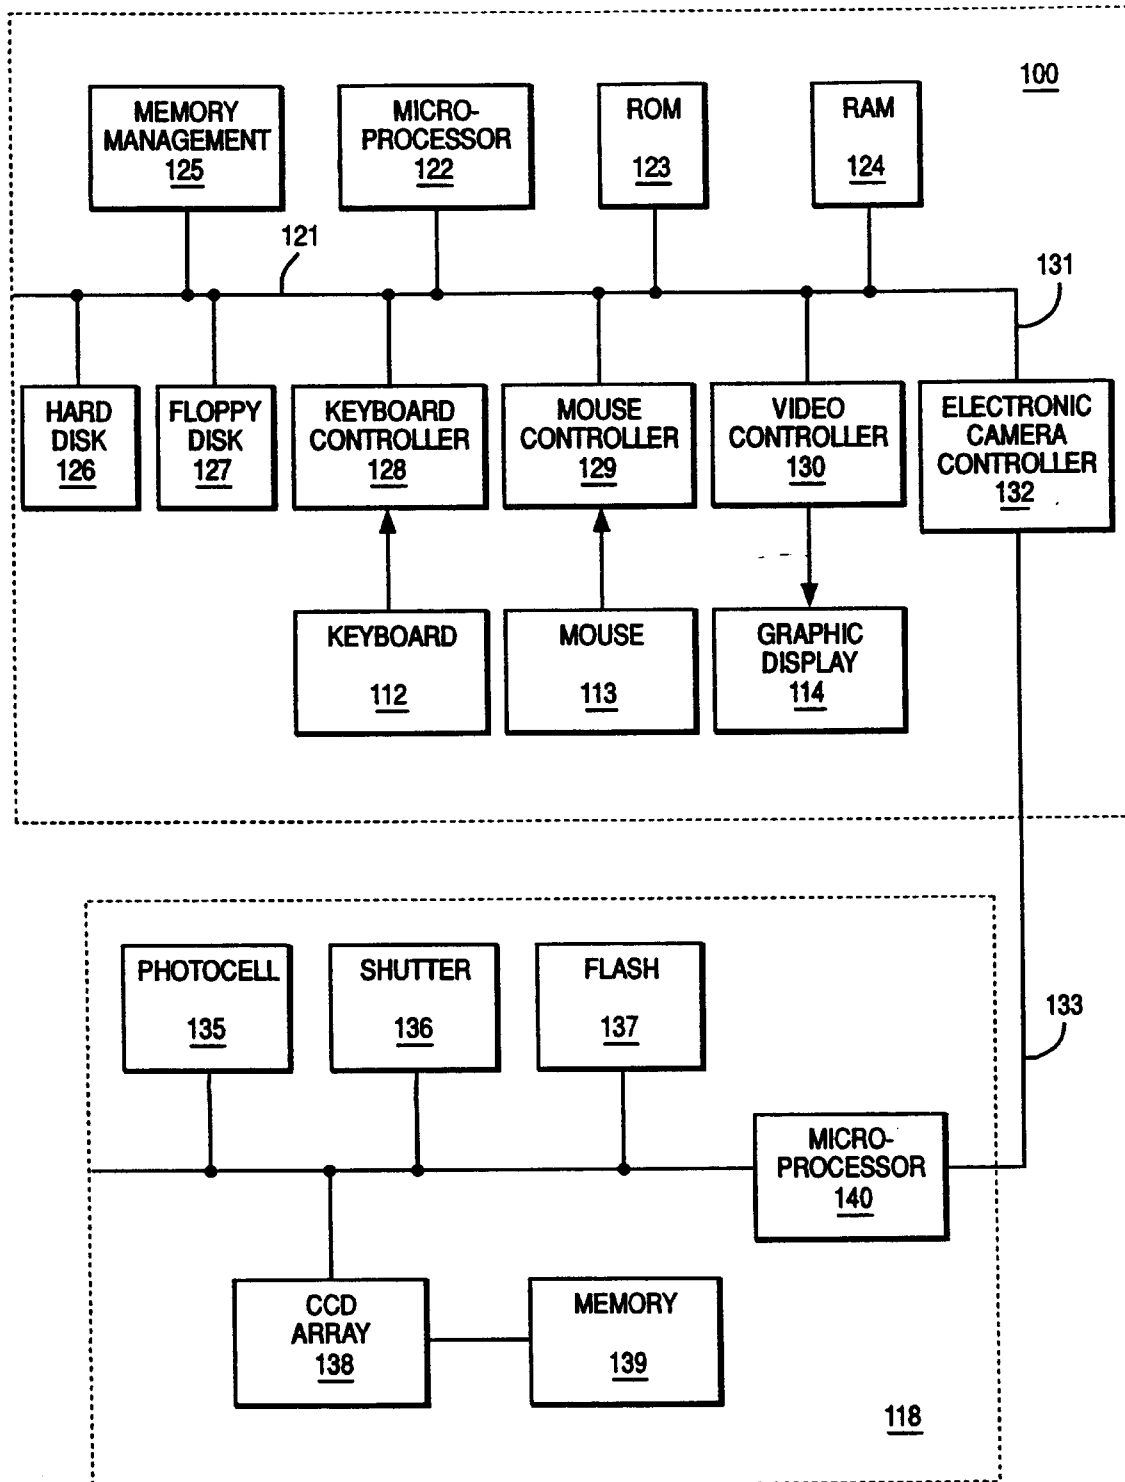 100
MEMORY
MANAGEMENT
125
MICRO-
PROCESSOR
122
ROM
123
RAM
124
121
131
HARD
DISK
126
FLOPPY
DISK
127
KEYBOARD
CONTROLLER
128
MOUSE
CONTROLLER
129
VIDEO
CONTROLLER
130
ELECTRONIC
CAMERA
CONTROLLER
132
KEYBOARD
112
MOUSE
113
GRAPHIC
DISPLAY
114
PHOTOCELL
135
SHUTTER
136
FLASH
137
133
MICRO-
PROCESSOR
140
CCD
ARRAY
138
MEMORY
139
118